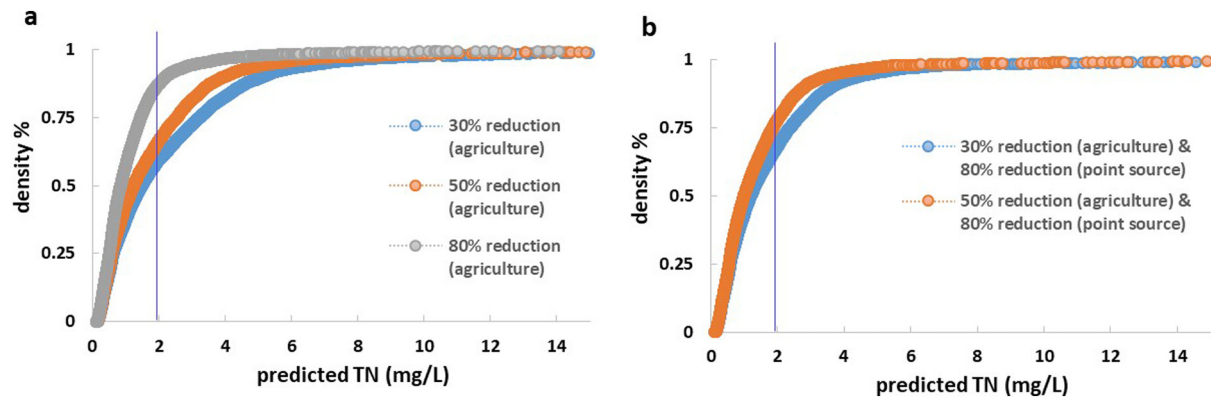 a
density %
1
0.75
0.5
0.25
0
0
2
4
6
8
10
12
14
predicted TN (mg/L)
30% reduction
(agriculture)
50% reduction
(agriculture)
80% reduction
(agriculture)
b
density %
1
0.75
0.5
0.25
0
0
2
4
6
8
10
12
14
predicted TN (mg/L)
30% reduction (agriculture) &
80% reduction (point source)
50% reduction (agriculture) &
80% reduction (point source)